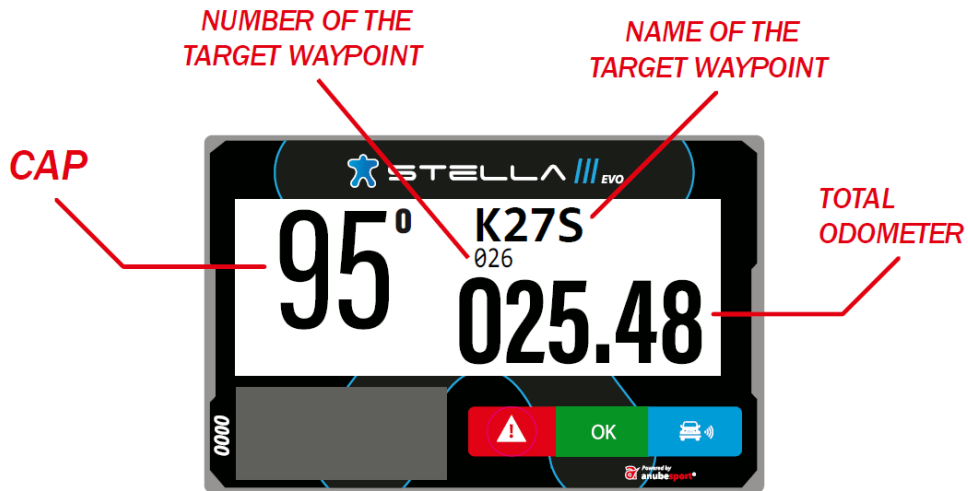 NUMBER OF THE
TARGET WAYPOINT
NAME OF THE
TARGET WAYPOINT
CAP
STELLA III EVO
TOTAL
ODOMETER
95°
K27S
026
025.48
0000
OK
Powered by
anubesport